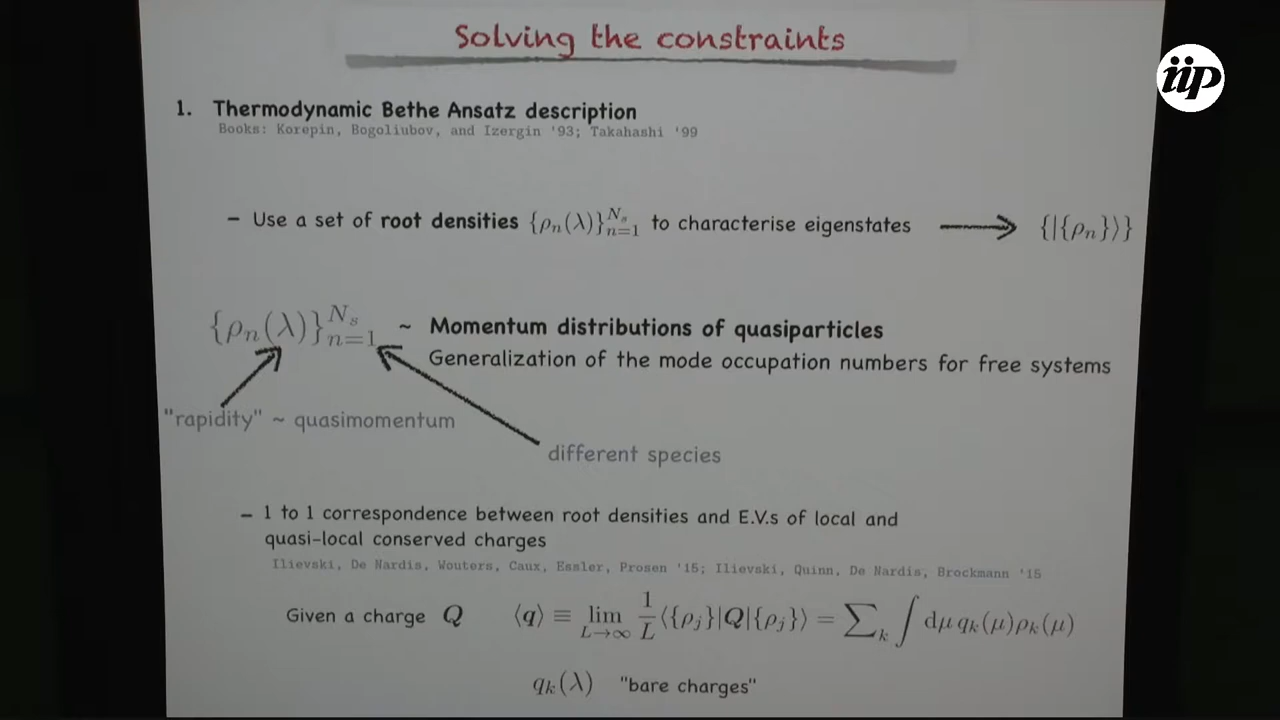 Solving the constraints
iip
1. Thermodynamic Bethe Ansatz description
Books: Korepin, Bogoliubov, and Izergin '93; Takahashi '99
– Use a set of root densities {ρₙ(λ)}ₙ₌₁^{Nₛ} to characterise eigenstates ⟶ {|{ρₙ}⟩}
{ρₙ(λ)}ₙ₌₁^{Nₛ} ~ Momentum distributions of quasiparticles
Generalization of the mode occupation numbers for free systems
"rapidity" ~ quasimomentum
different species
– 1 to 1 correspondence between root densities and E.V.s of local and
quasi-local conserved charges
Ilievski, De Nardis, Wouters, Caux, Essler, Prosen '15; Ilievski, Quinn, De Nardis, Brockmann '15
Given a charge Q ⟨q⟩ ≡ lim_{L→∞} 1/L ⟨{ρⱼ}|Q|{ρⱼ}⟩ = ∑ₖ ∫ dμ qₖ(μ)ρₖ(μ)
qₖ(λ) "bare charges"